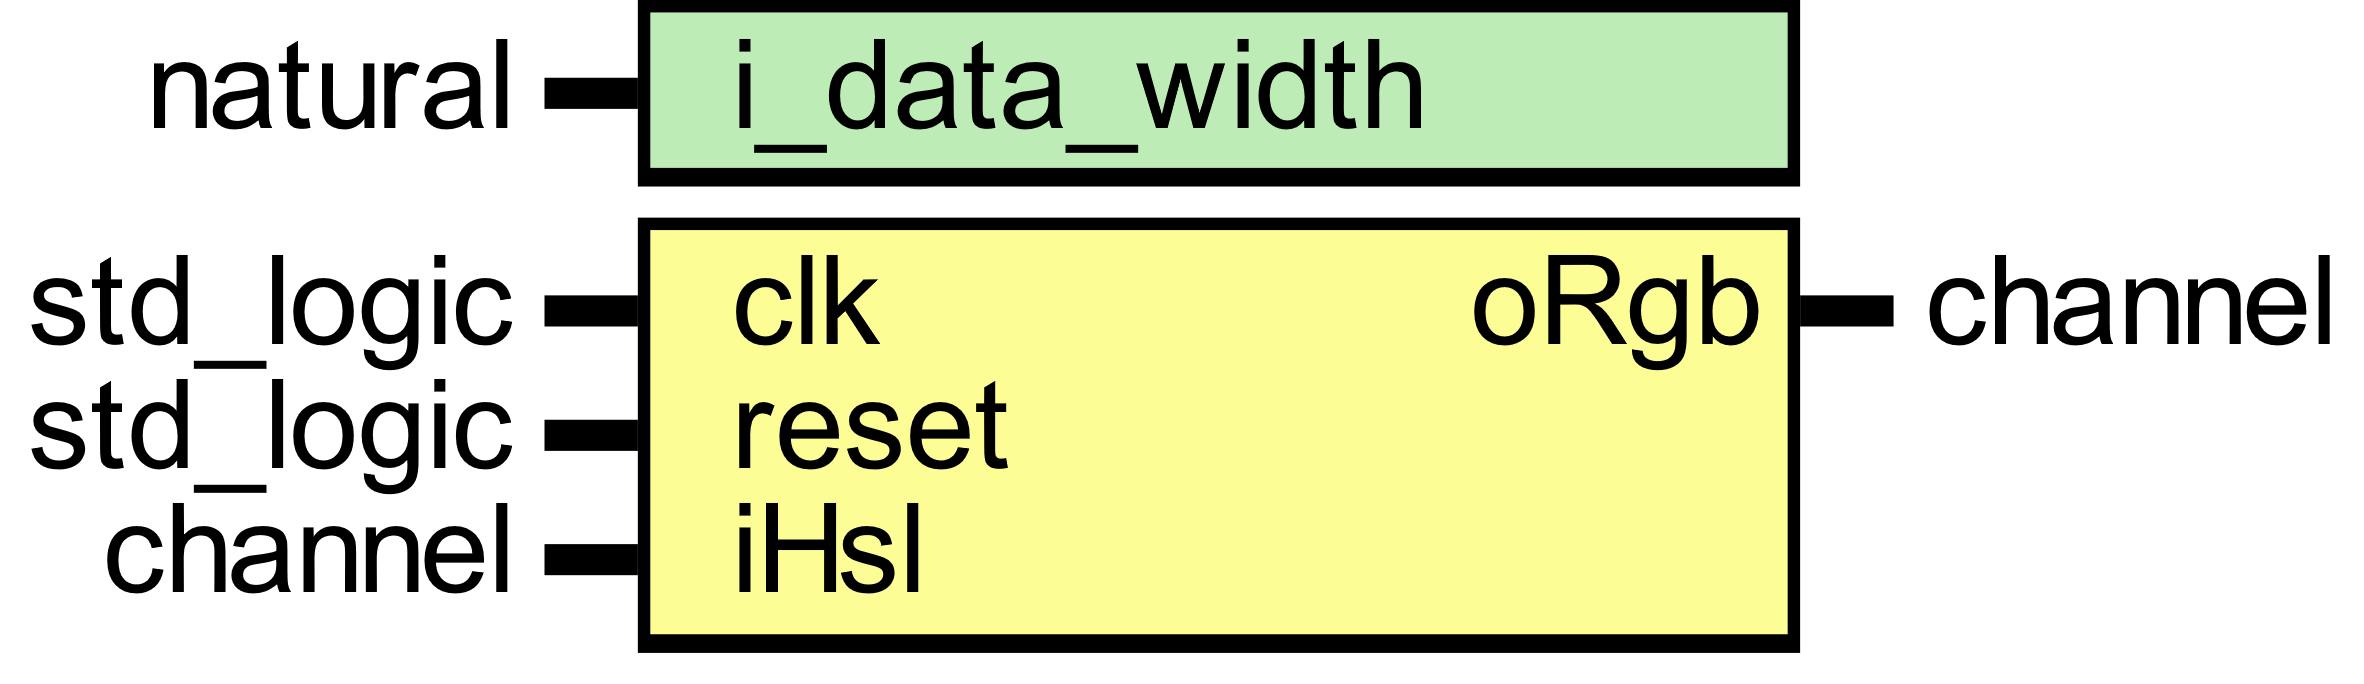 natural i_data_width
std_logic clk oRgb channel
std_logic reset
channel iHsl